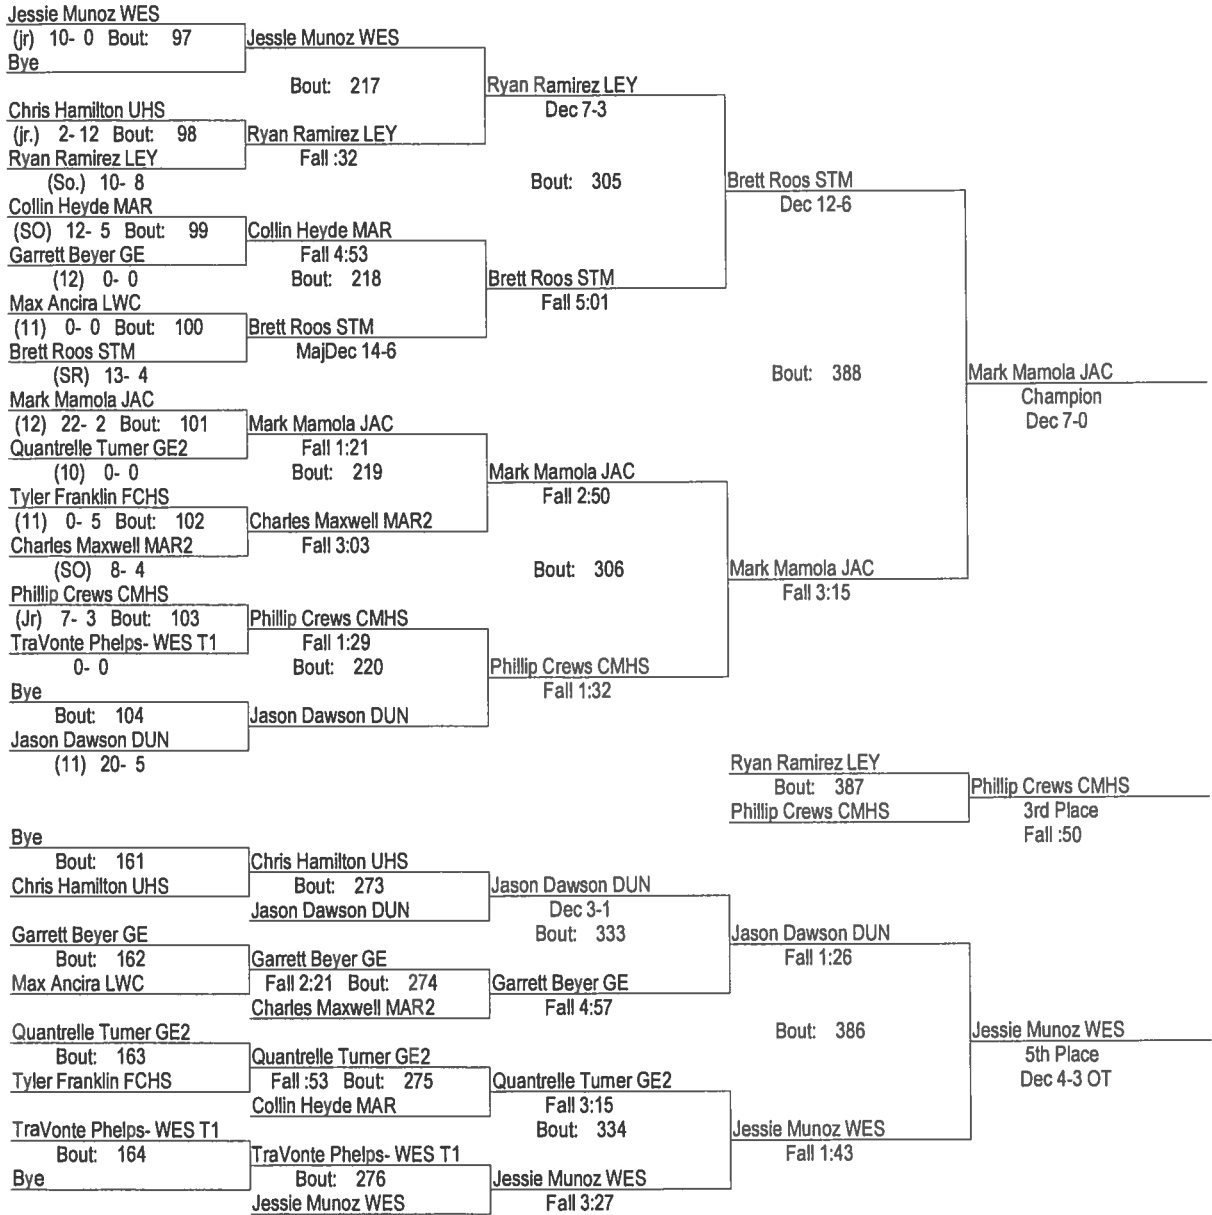 Jessie Munoz WES
(jr) 10- 0 Bout: 97
Bye
Jessie Munoz WES
Bout: 217
Chris Hamilton UHS
(jr.) 2- 12 Bout: 98
Ryan Ramirez LEY
(So.) 10- 8
Ryan Ramirez LEY
Fall :32
Ryan Ramirez LEY
Dec 7-3
Bout: 305
Collin Heyde MAR
(SO) 12- 5 Bout: 99
Garrett Beyer GE
(12) 0- 0
Collin Heyde MAR
Fall 4:53
Bout: 218
Max Ancira LWC
(11) 0- 0 Bout: 100
Brett Roos STM
(SR) 13- 4
Brett Roos STM
MajDec 14-6
Brett Roos STM
Fall 5:01
Brett Roos STM
Dec 12-6
Bout: 388
Mark Mamola JAC
Champion
Dec 7-0
Mark Mamola JAC
(12) 22- 2 Bout: 101
Quantrelle Turner GE2
(10) 0- 0
Mark Mamola JAC
Fall 1:21
Bout: 219
Tyler Franklin FCHS
(11) 0- 5 Bout: 102
Charles Maxwell MAR2
(SO) 8- 4
Charles Maxwell MAR2
Fall 3:03
Mark Mamola JAC
Fall 2:50
Bout: 306
Mark Mamola JAC
Fall 3:15
Phillip Crews CMHS
(Jr) 7- 3 Bout: 103
TraVonte Phelps- WES T1
0- 0
Phillip Crews CMHS
Fall 1:29
Bout: 220
Bye
Bout: 104
Jason Dawson DUN
(11) 20- 5
Jason Dawson DUN
Phillip Crews CMHS
Fall 1:32
Ryan Ramirez LEY
Bout: 387
Phillip Crews CMHS
Phillip Crews CMHS
3rd Place
Fall :50
Bye
Bout: 161
Chris Hamilton UHS
Chris Hamilton UHS
Bout: 273
Jason Dawson DUN
Jason Dawson DUN
Dec 3-1
Bout: 333
Garrett Beyer GE
Bout: 162
Max Ancira LWC
Garrett Beyer GE
Fall 2:21 Bout: 274
Charles Maxwell MAR2
Garrett Beyer GE
Fall 4:57
Jason Dawson DUN
Fall 1:26
Bout: 386
Jessie Munoz WES
5th Place
Dec 4-3 OT
Quantrelle Turner GE2
Bout: 163
Tyler Franklin FCHS
Quantrelle Turner GE2
Fall :53 Bout: 275
Collin Heyde MAR
Quantrelle Turner GE2
Fall 3:15
Bout: 334
TraVonte Phelps- WES T1
Bout: 164
Bye
TraVonte Phelps- WES T1
Bout: 276
Jessie Munoz WES
Jessie Munoz WES
Fall 3:27
Jessie Munoz WES
Fall 1:43